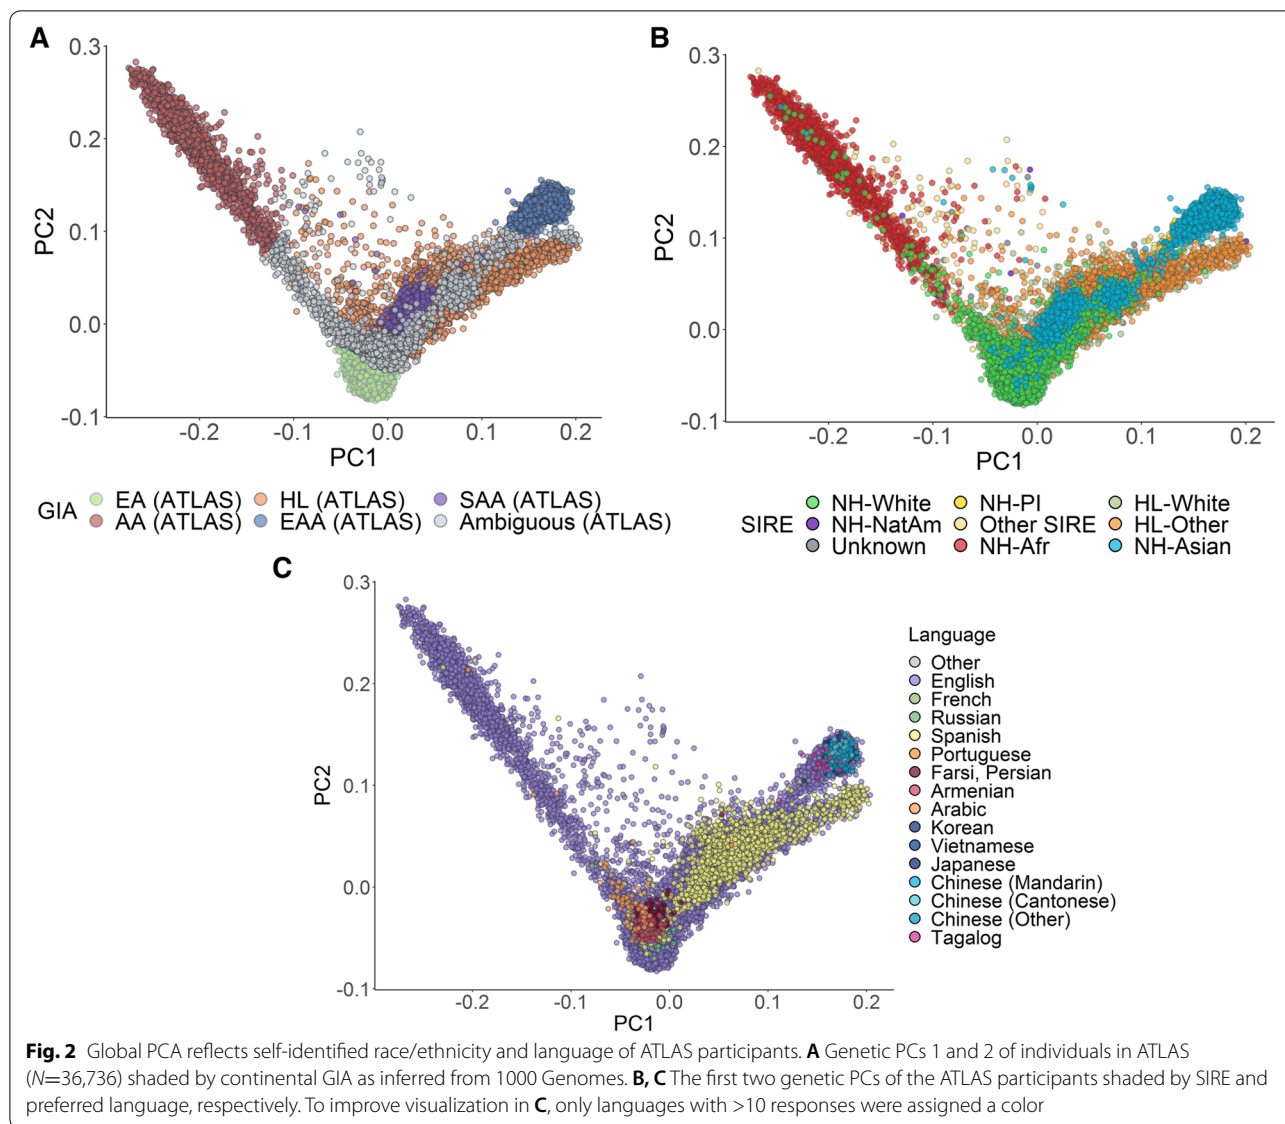 A
0.3
0.2
0.1
0.0
-0.1
PC2
-0.2 -0.1 0.0 0.1 0.2
PC1
GIA
EA (ATLAS) HL (ATLAS) SAA (ATLAS)
AA (ATLAS) EAA (ATLAS) Ambiguous (ATLAS)
B
0.3
0.2
0.1
0.0
-0.1
PC2
-0.2 -0.1 0.0 0.1 0.2
PC1
SIRE
NH-White NH-PI HL-White
NH-NatAm Other SIRE HL-Other
Unknown NH-Afr NH-Asian
C
0.3
0.2
0.1
0.0
-0.1
PC2
-0.2 -0.1 0.0 0.1 0.2
PC1
Language
Other
English
French
Russian
Spanish
Portuguese
Farsi, Persian
Armenian
Arabic
Korean
Vietnamese
Japanese
Chinese (Mandarin)
Chinese (Cantonese)
Chinese (Other)
Tagalog
Fig. 2 Global PCA reflects self-identified race/ethnicity and language of ATLAS participants. A Genetic PCs 1 and 2 of individuals in ATLAS
(N=36,736) shaded by continental GIA as inferred from 1000 Genomes. B, C The first two genetic PCs of the ATLAS participants shaded by SIRE and
preferred language, respectively. To improve visualization in C, only languages with >10 responses were assigned a color